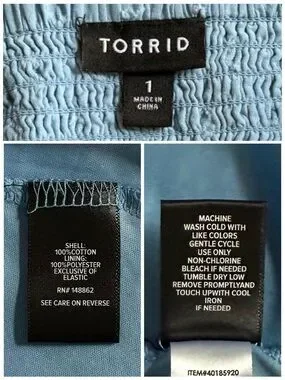 TORRID
1
MADE IN
CHINA
SHELL:
100%COTTON
LINING:
100%POLYESTER
EXCLUSIVE OF
ELASTIC
RN# 148862
SEE CARE ON REVERSE
MACHINE
WASH COLD WITH
LIKE COLORS
GENTLE CYCLE
USE ONLY
NON-CHLORINE
BLEACH IF NEEDED
TUMBLE DRY LOW
REMOVE PROMPTLYAND
TOUCH UPWITH COOL
IRON
IF NEEDED
ITEM#40185920